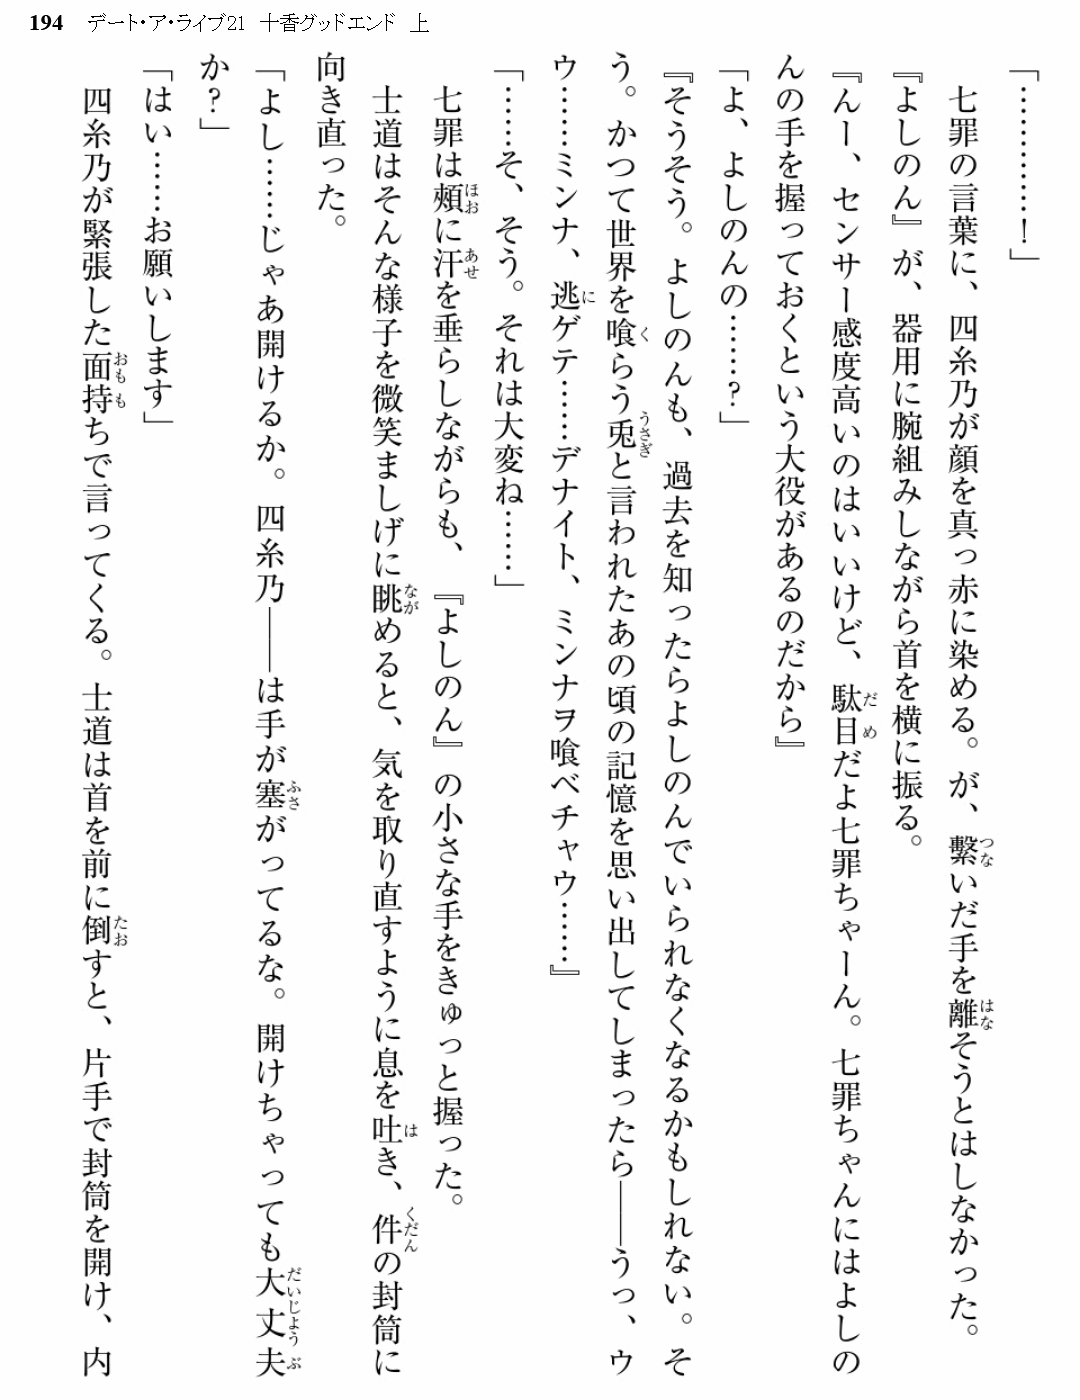 194 デート・ア・ライブ21 十香グッドエンド 上
「…………！」
七罪の言葉に、四糸乃が顔を真っ赤に染める。が、繫いだ手を離そうとはしなかった。
『よしのん』が、器用に腕組みしながら首を横に振る。
『んー、センサー感度高いのはいいけど、駄目だよ七罪ちゃーん。七罪ちゃんにはよしの
んの手を握っておくという大役があるのだから』
「よ、よしのんの……？」
『そうそう。よしのんも、過去を知ったらよしのんでいられなくなるかもしれない。そ
う。かつて世界を喰らう兎と言われたあの頃の記憶を思い出してしまったら――うっ、ウ
ウ……ミンナ、逃ゲテ……デナイト、ミンナヲ喰ベチャウ……』
「……そ、そう。それは大変ね……」
七罪は頰に汗を垂らしながらも、『よしのん』の小さな手をきゅっと握った。
士道はそんな様子を微笑ましげに眺めると、気を取り直すように息を吐き、件の封筒に
向き直った。
「よし……じゃあ開けるか。四糸乃――は手が塞がってるな。開けちゃっても大丈夫
か？」
「はい……お願いします」
四糸乃が緊張した面持ちで言ってくる。士道は首を前に倒すと、片手で封筒を開け、内